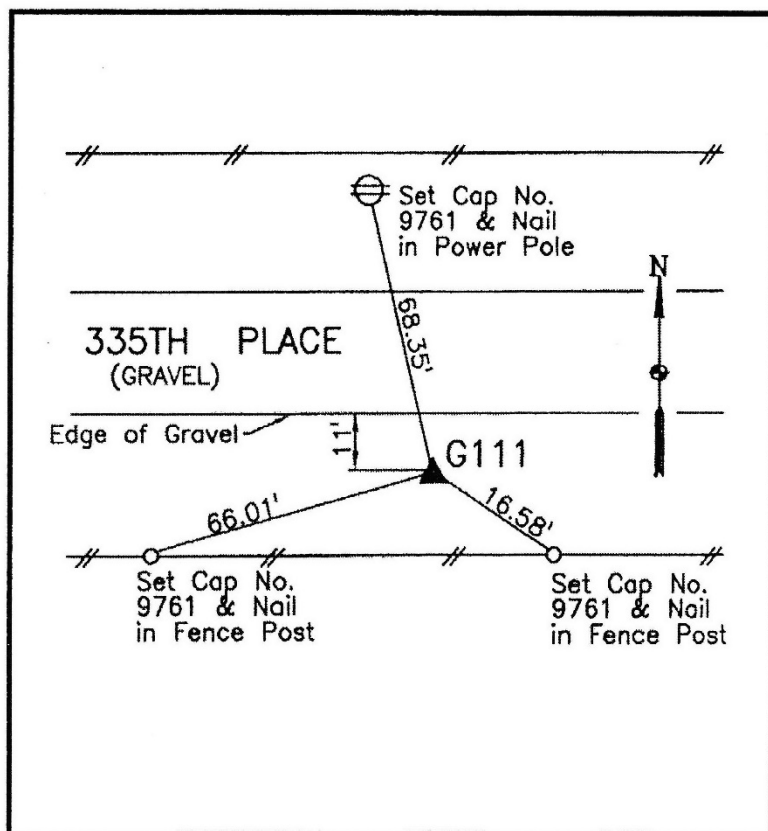 Set Cap No.
9761 & Nail
in Power Pole
N
68.35'
335TH PLACE
(GRAVEL)
Edge of Gravel
11'
G111
66.01'
16.58'
Set Cap No.
9761 & Nail
in Fence Post
Set Cap No.
9761 & Nail
in Fence Post